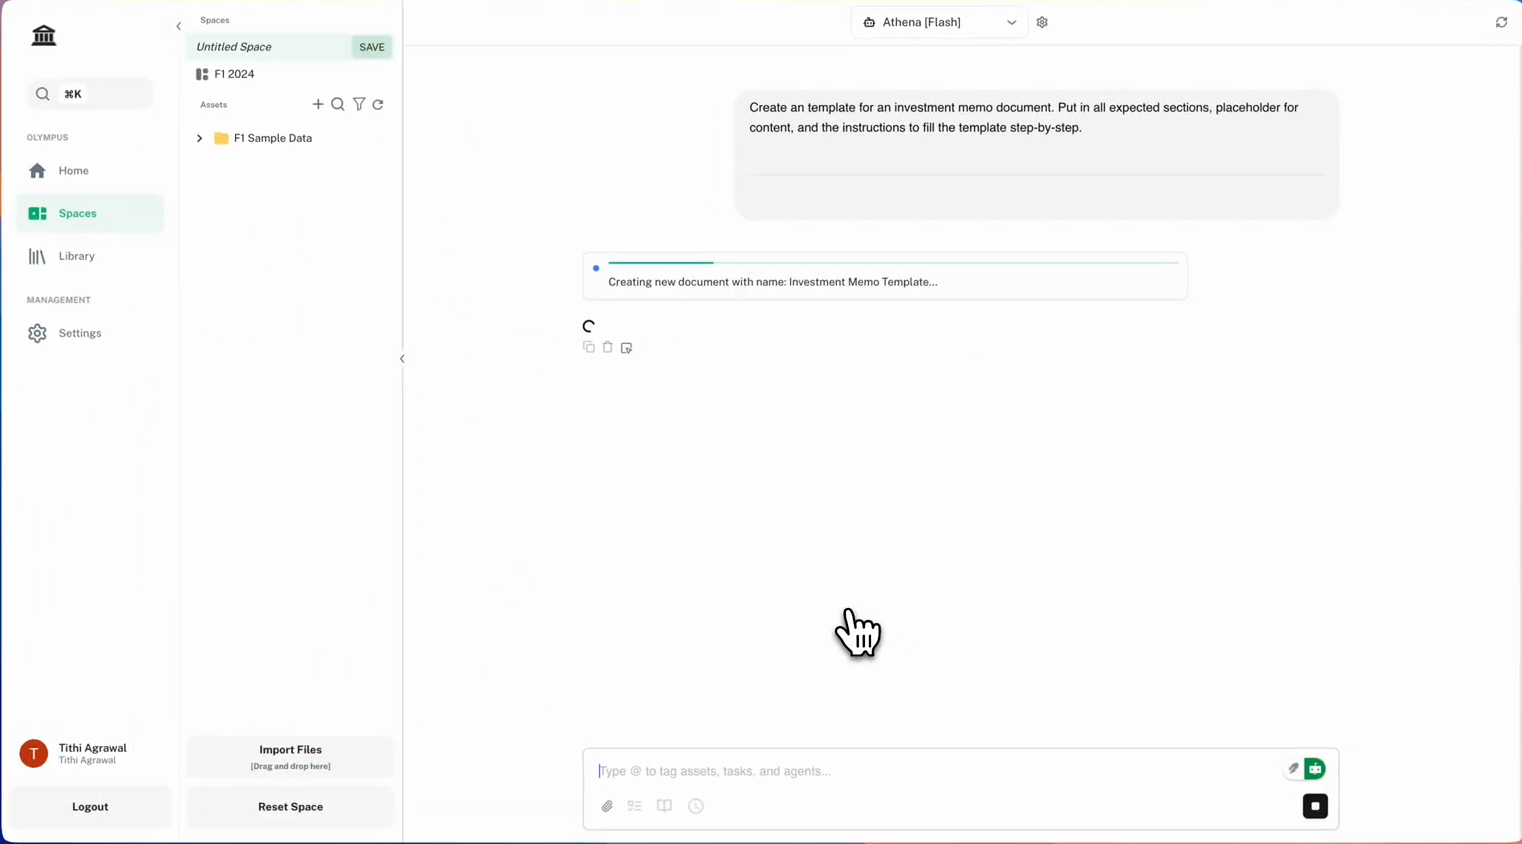 ⌘K
OLYMPUS
Home
Spaces
Library
MANAGEMENT
Settings
T
Tithi Agrawal
Tithi Agrawal
Logout
Spaces
Untitled Space
SAVE
F1 2024
Assets
F1 Sample Data
Import Files
[Drag and drop here]
Reset Space
Athena [Flash]
Create an template for an investment memo document. Put in all expected sections, placeholder for
content, and the instructions to fill the template step-by-step.
Creating new document with name: Investment Memo Template...
Type @ to tag assets, tasks, and agents...